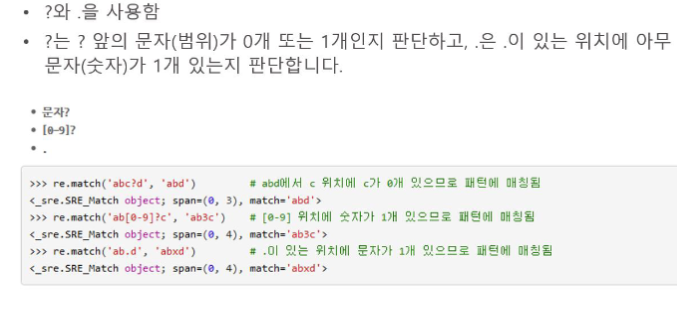 • ?와 .을 사용함
• ?는 ? 앞의 문자(범위)가 0개 또는 1개인지 판단하고, .은 .이 있는 위치에 아무
문자(숫자)가 1개 있는지 판단합니다.
• 문자?
• [0-9]?
• .
>>> re.match('abc?d', 'abd')        # abd에서 c 위치에 c가 0개 있으므로 패턴에 매칭됨
<_sre.SRE_Match object; span=(0, 3), match='abd'>
>>> re.match('ab[0-9]?c', 'ab3c')   # [0-9] 위치에 숫자가 1개 있으므로 패턴에 매칭됨
<_sre.SRE_Match object; span=(0, 4), match='ab3c'>
>>> re.match('ab.d', 'abxd')        # .이 있는 위치에 문자가 1개 있으므로 패턴에 매칭됨
<_sre.SRE_Match object; span=(0, 4), match='abxd'>